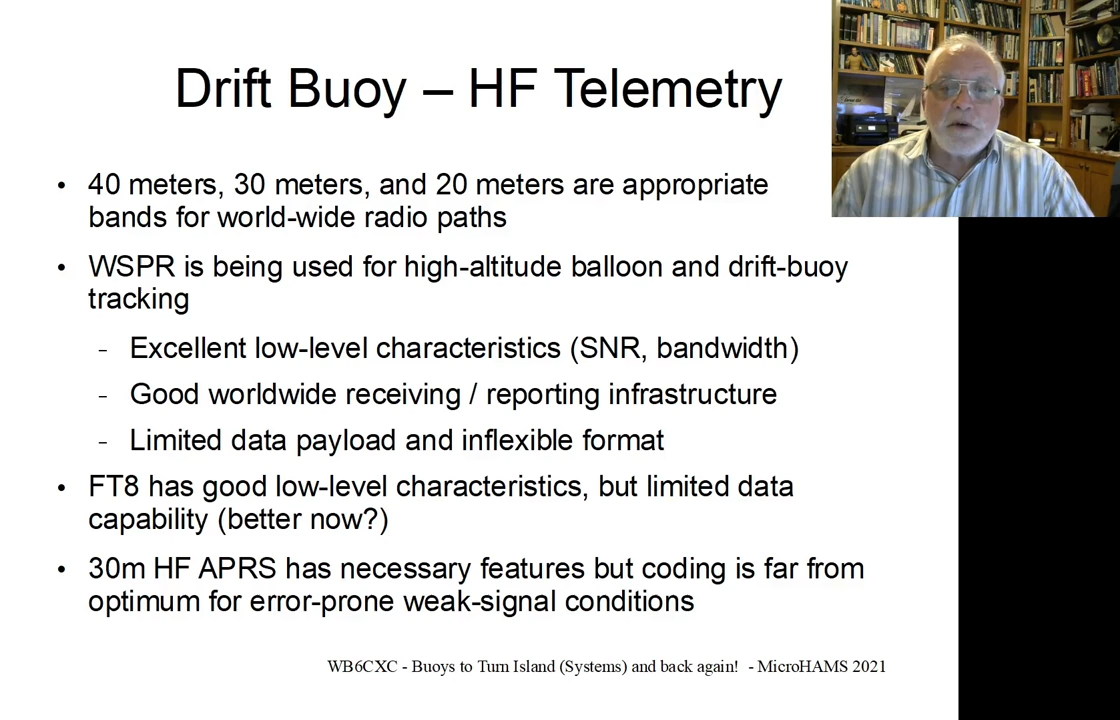 Drift Buoy – HF Telemetry
• 40 meters, 30 meters, and 20 meters are appropriate
bands for world-wide radio paths
• WSPR is being used for high-altitude balloon and drift-buoy
tracking
- Excellent low-level characteristics (SNR, bandwidth)
- Good worldwide receiving / reporting infrastructure
- Limited data payload and inflexible format
• FT8 has good low-level characteristics, but limited data
capability (better now?)
• 30m HF APRS has necessary features but coding is far from
optimum for error-prone weak-signal conditions
WB6CXC - Buoys to Turn Island (Systems) and back again!  - MicroHAMS 2021